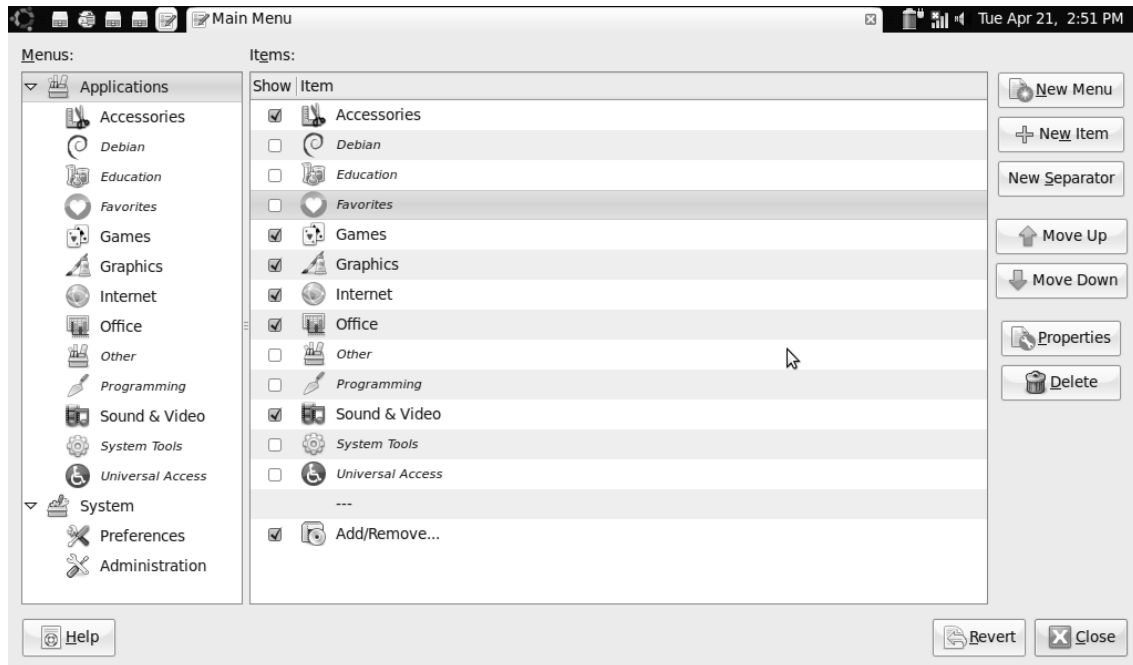 Main Menu
Tue Apr 21, 2:51 PM
Menus:
Items:
Applications
Accessories
Debian
Education
Favorites
Games
Graphics
Internet
Office
Other
Programming
Sound & Video
System Tools
Universal Access
System
Preferences
Administration
Show Item
Accessories
Debian
Education
Favorites
Games
Graphics
Internet
Office
Other
Programming
Sound & Video
System Tools
Universal Access
---
Add/Remove...
New Menu
New Item
New Separator
Move Up
Move Down
Properties
Delete
Help
Revert
Close